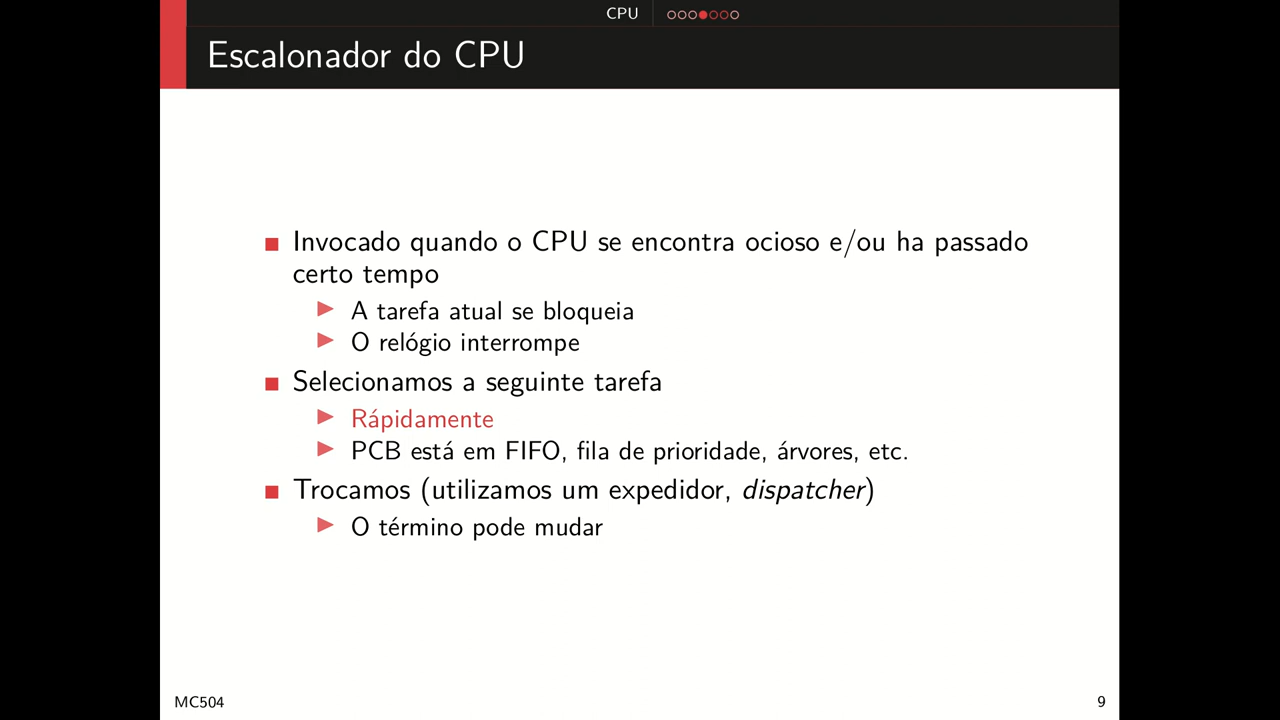 CPU
Escalonador do CPU
Invocado quando o CPU se encontra ocioso e/ou ha passado
certo tempo
A tarefa atual se bloqueia
O relógio interrompe
Selecionamos a seguinte tarefa
Rápidamente
PCB está em FIFO, fila de prioridade, árvores, etc.
Trocamos (utilizamos um expedidor, dispatcher)
O término pode mudar
MC504
9